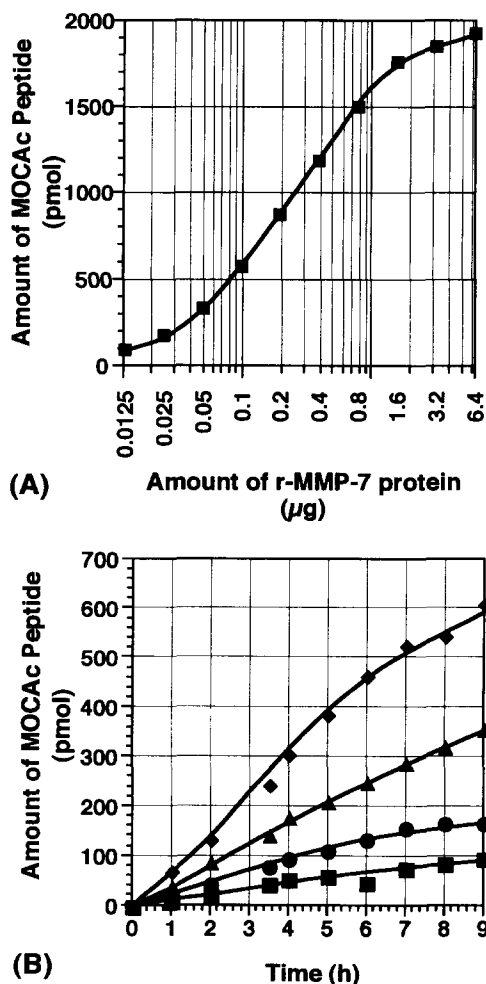 2000
1500
1000
500
0
Amount of MOCAc Peptide
(pmol)
0.0125
0.025
0.05
0.1
0.2
0.4
0.8
1.6
3.2
6.4
(A)
Amount of r-MMP-7 protein
(µg)
700
600
500
400
300
200
100
0
Amount of MOCAc Peptide
(pmol)
0 1 2 3 4 5 6 7 8 9
(B)
Time (h)